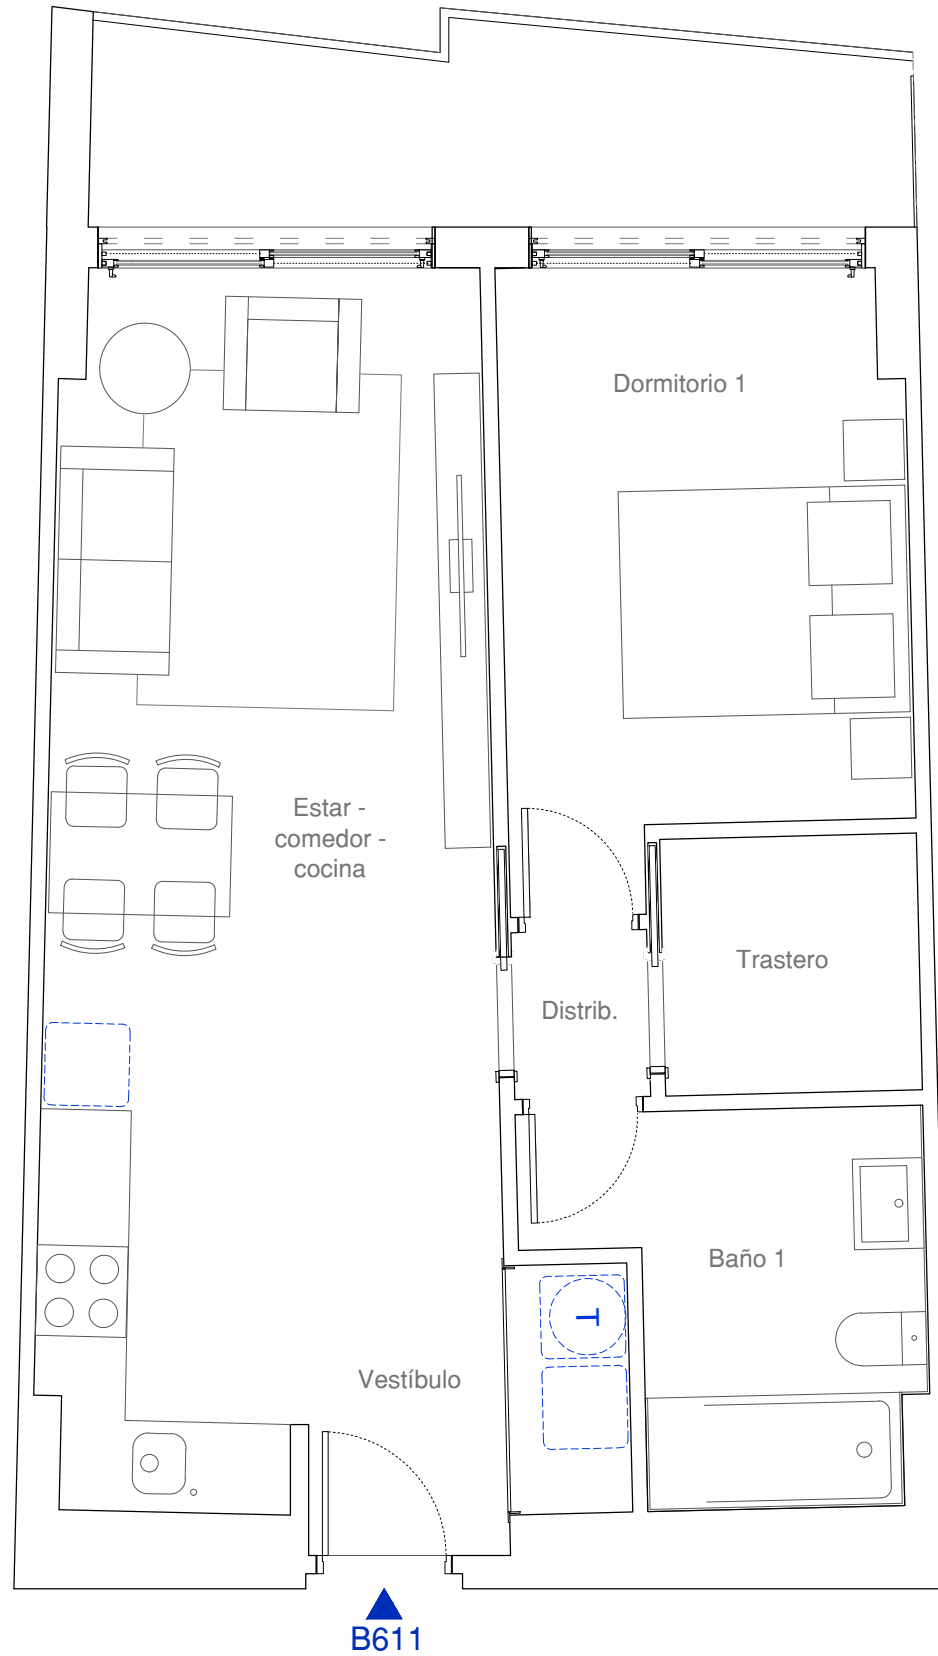 Dormitorio 1
Estar -
comedor -
cocina
Trastero
Distrib.
Baño 1
T
Vestíbulo
B611